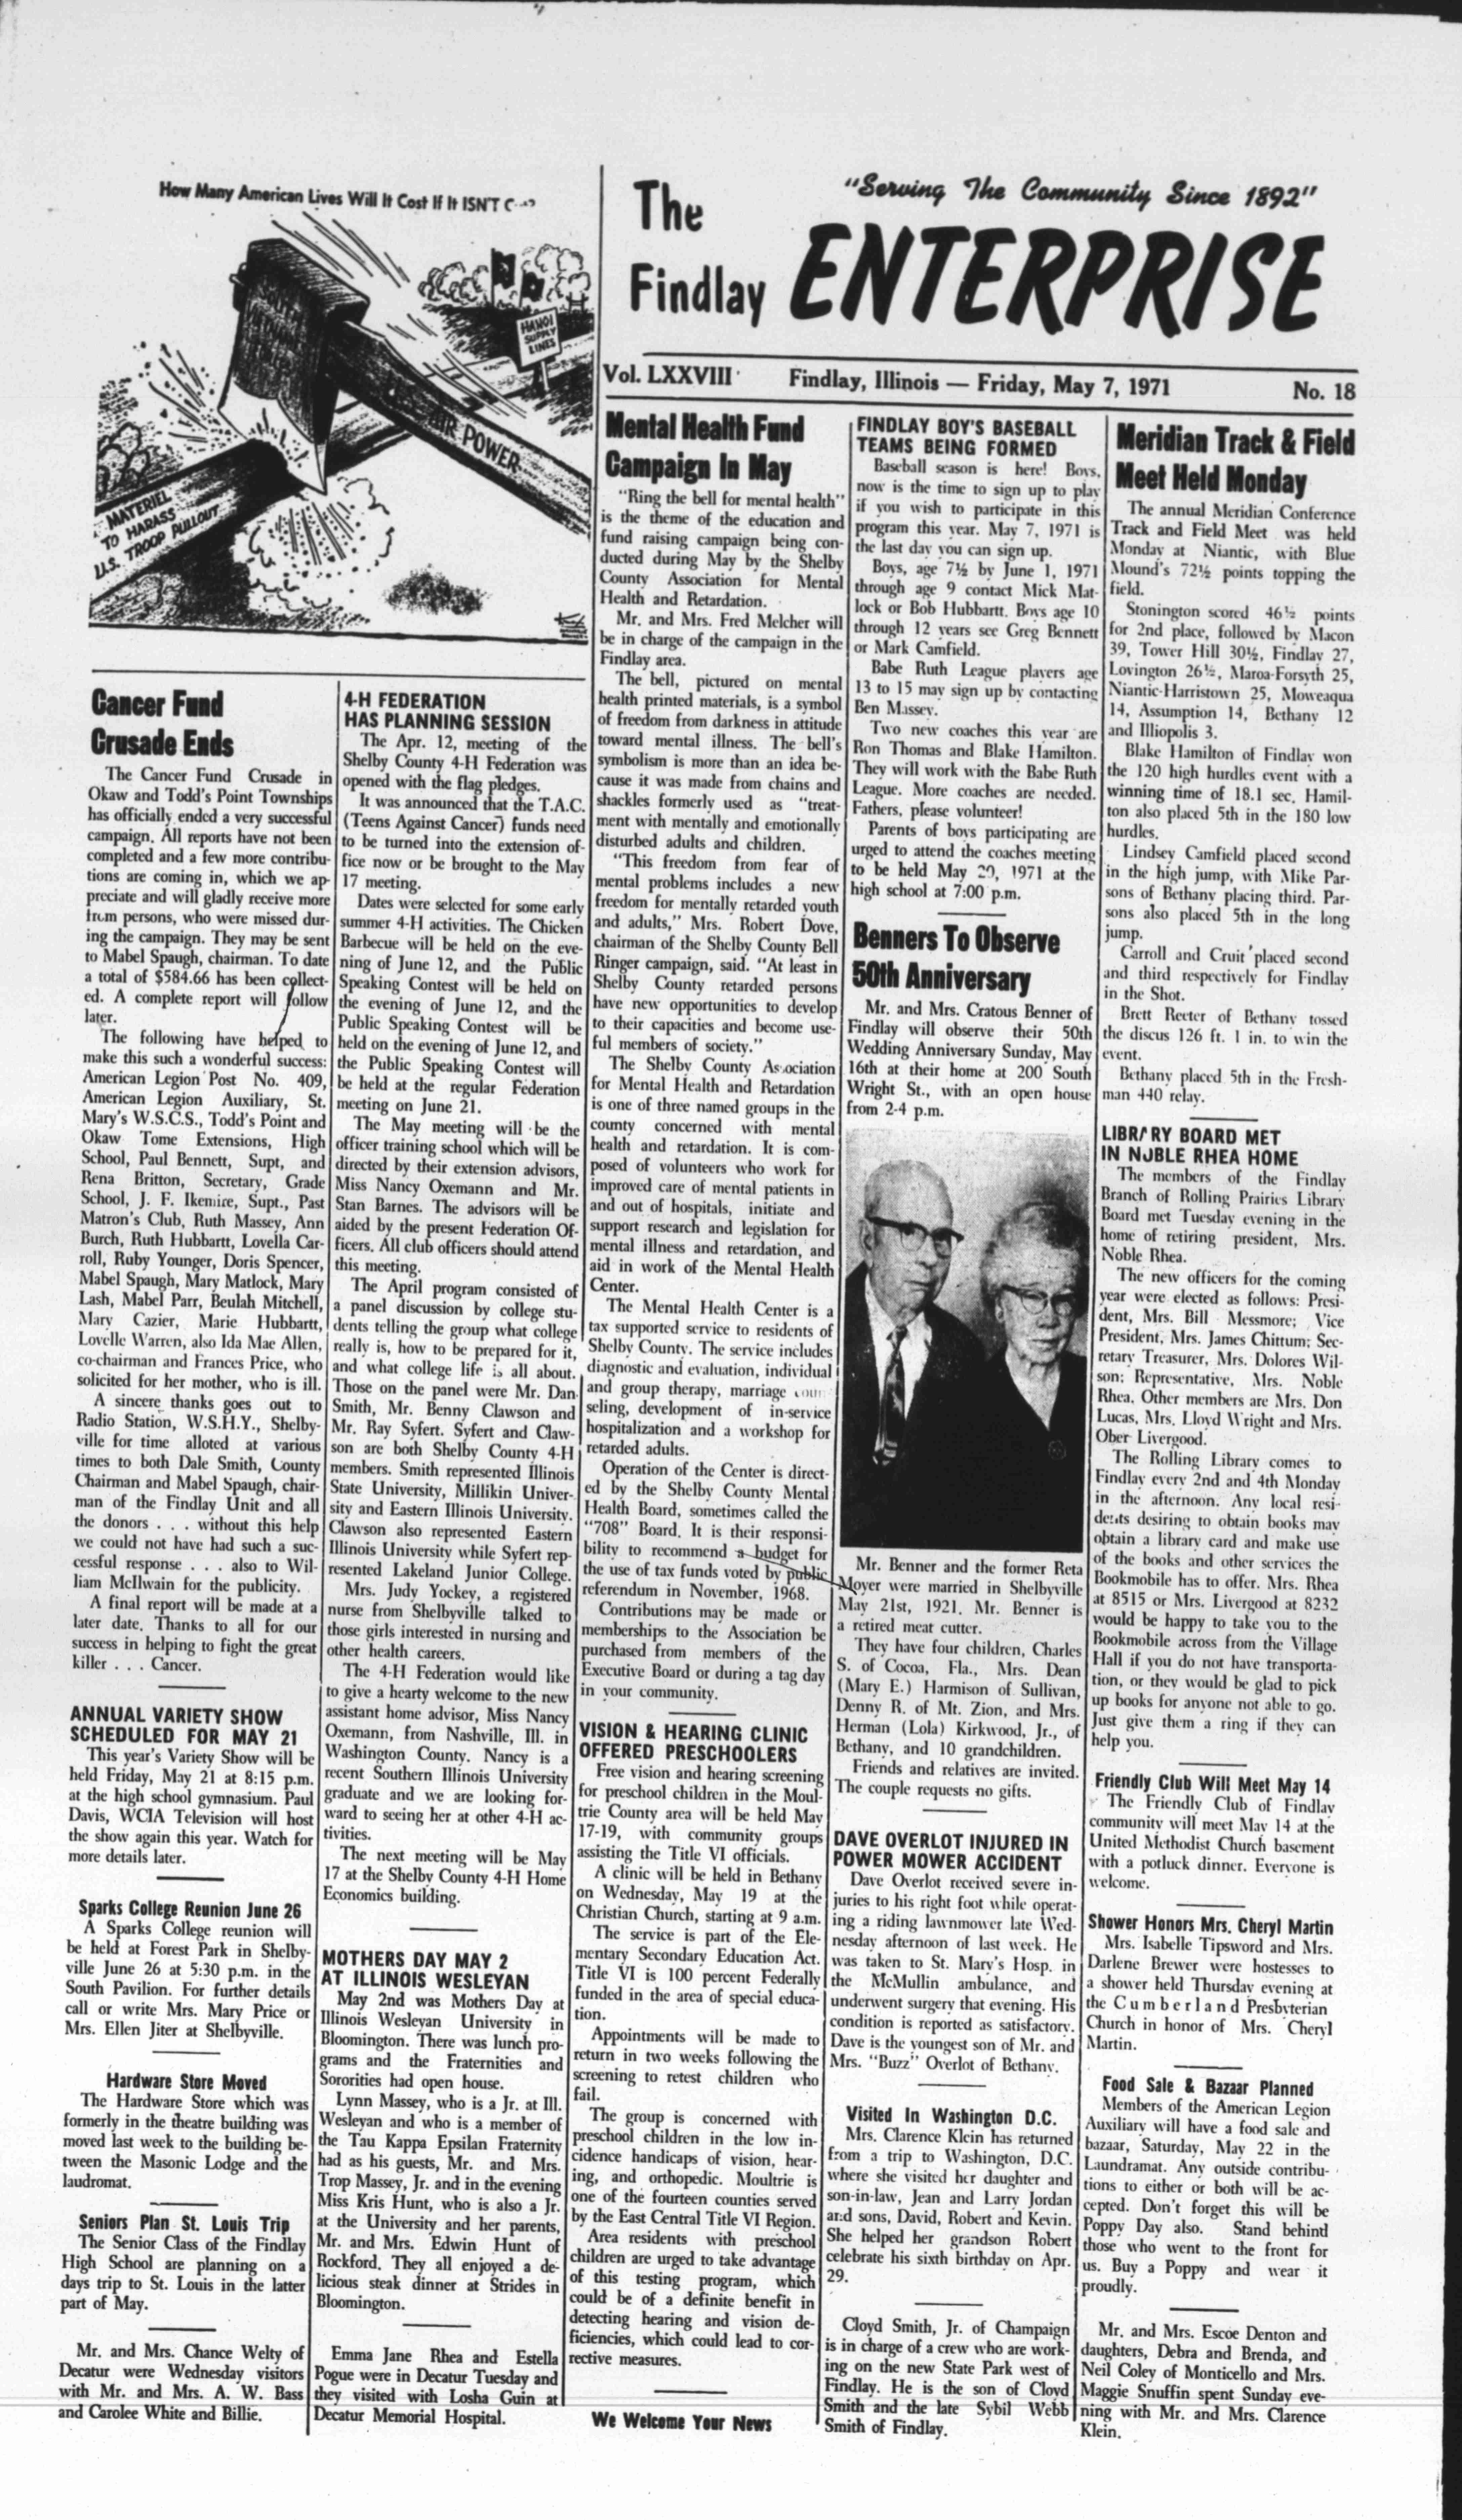 How Many American Lives Will It Cost If It ISN'T
HANOI
SUPPLY
LINES
AIR POWER
MATERIEL
TO HARASS
U.S. TROOP PULLOUT
"Serving The Community Since 1892"
The
Findlay ENTERPRISE
Vol. LXXVIII Findlay, Illinois — Friday, May 7, 1971 No. 18
Cancer Fund
Crusade Ends
The Cancer Fund Crusade in
Okaw and Todd's Point Townships
has officially ended a very successful
campaign. All reports have not been
completed and a few more contribu-
tions are coming in, which we ap-
preciate and will gladly receive more
from persons, who were missed dur-
ing the campaign. They may be sent
to Mabel Spaugh, chairman. To date
a total of $584.66 has been collect-
ed. A complete report will follow
later.
The following have helped to
make this such a wonderful success:
American Legion Post No. 409,
American Legion Auxiliary, St.
Mary's W.S.C.S., Todd's Point and
Okaw Tome Extensions, High
School, Paul Bennett, Supt, and
Rena Britton, Secretary, Grade
School, J. F. Ikemire, Supt., Past
Matron's Club, Ruth Massey, Ann
Burch, Ruth Hubbartt, Lovella Car-
roll, Ruby Younger, Doris Spencer,
Mabel Spaugh, Mary Matlock, Mary
Lash, Mabel Parr, Beulah Mitchell,
Mary Cazier, Marie Hubbartt,
Lovelle Warren, also Ida Mae Allen,
co-chairman and Frances Price, who
solicited for her mother, who is ill.
A sincere thanks goes out to
Radio Station, W.S.H.Y., Shelby-
ville for time alloted at various
times to both Dale Smith, County
Chairman and Mabel Spaugh, chair-
man of the Findlay Unit and all
the donors . . . without this help
we could not have had such a suc-
cessful response . . . also to Wil-
liam McIlwain for the publicity.
A final report will be made at a
later date. Thanks to all for our
success in helping to fight the great
killer . . . Cancer.
ANNUAL VARIETY SHOW
SCHEDULED FOR MAY 21
This year's Variety Show will be
held Friday, May 21 at 8:15 p.m.
at the high school gymnasium. Paul
Davis, WCIA Television will host
the show again this year. Watch for
more details later.
Sparks College Reunion June 26
A Sparks College reunion will
be held at Forest Park in Shelby-
ville June 26 at 5:30 p.m. in the
South Pavilion. For further details
call or write Mrs. Mary Price or
Mrs. Ellen Jiter at Shelbyville.
Hardware Store Moved
The Hardware Store which was
formerly in the theatre building was
moved last week to the building be-
tween the Masonic Lodge and the
laudromat.
Seniors Plan St. Louis Trip
The Senior Class of the Findlay
High School are planning on a
days trip to St. Louis in the latter
part of May.
Mr. and Mrs. Chance Welty of
Decatur were Wednesday visitors
with Mr. and Mrs. A. W. Bass
and Carolee White and Billie.
4-H FEDERATION
HAS PLANNING SESSION
The Apr. 12, meeting of the
Shelby County 4-H Federation was
opened with the flag pledges.
It was announced that the T.A.C.
(Teens Against Cancer) funds need
to be turned into the extension of-
fice now or be brought to the May
17 meeting.
Dates were selected for some early
summer 4-H activities. The Chicken
Barbecue will be held on the eve-
ning of June 12, and the Public
Speaking Contest will be held on
the evening of June 12, and the
Public Speaking Contest will be
held on the evening of June 12, and
the Public Speaking Contest will
be held at the regular Federation
meeting on June 21.
The May meeting will be the
officer training school which will be
directed by their extension advisors,
Miss Nancy Oxemann and Mr.
Stan Barnes. The advisors will be
aided by the present Federation Of-
ficers. All club officers should attend
this meeting.
The April program consisted of
a panel discussion by college stu-
dents telling the group what college
really is, how to be prepared for it,
and what college life is all about.
Those on the panel were Mr. Dan
Smith, Mr. Benny Clawson and
Mr. Ray Syfert. Syfert and Claw-
son are both Shelby County 4-H
members. Smith represented Illinois
State University, Millikin Univer-
sity and Eastern Illinois University.
Clawson also represented Eastern
Illinois University while Syfert rep-
resented Lakeland Junior College.
Mrs. Judy Yockey, a registered
nurse from Shelbyville talked to
those girls interested in nursing and
other health careers.
The 4-H Federation would like
to give a hearty welcome to the new
assistant home advisor, Miss Nancy
Oxemann, from Nashville, Ill. in
Washington County. Nancy is a
recent Southern Illinois University
graduate and we are looking for-
ward to seeing her at other 4-H ac-
tivities.
The next meeting will be May
17 at the Shelby County 4-H Home
Economics building.
MOTHERS DAY MAY 2
AT ILLINOIS WESLEYAN
May 2nd was Mothers Day at
Illinois Wesleyan University in
Bloomington. There was lunch pro-
grams and the Fraternities and
Sororities had open house.
Lynn Massey, who is a Jr. at Ill.
Wesleyan and who is a member of
the Tau Kappa Epsilan Fraternity
had as his guests, Mr. and Mrs.
Trop Massey, Jr. and in the evening
Miss Kris Hunt, who is also a Jr.
at the University and her parents,
Mr. and Mrs. Edwin Hunt of
Rockford. They all enjoyed a de-
licious steak dinner at Strides in
Bloomington.
Emma Jane Rhea and Estella
Pogue were in Decatur Tuesday and
they visited with Losha Guin at
Decatur Memorial Hospital.
Mental Health Fund
Campaign In May
"Ring the bell for mental health"
is the theme of the education and
fund raising campaign being con-
ducted during May by the Shelby
County Association for Mental
Health and Retardation.
Mr. and Mrs. Fred Melcher will
be in charge of the campaign in the
Findlay area.
The bell, pictured on mental
health printed materials, is a symbol
of freedom from darkness in attitude
toward mental illness. The bell's
symbolism is more than an idea be-
cause it was made from chains and
shackles formerly used as "treat-
ment with mentally and emotionally
disturbed adults and children.
"This freedom from fear of
mental problems includes a new
freedom for mentally retarded youth
and adults," Mrs. Robert Dove,
chairman of the Shelby County Bell
Ringer campaign, said. "At least in
Shelby County retarded persons
have new opportunities to develop
to their capacities and become use-
ful members of society."
The Shelby County Association
for Mental Health and Retardation
is one of three named groups in the
county concerned with mental
health and retardation. It is com-
posed of volunteers who work for
improved care of mental patients in
and out of hospitals, initiate and
support research and legislation for
mental illness and retardation, and
aid in work of the Mental Health
Center.
The Mental Health Center is a
tax supported service to residents of
Shelby County. The service includes
diagnostic and evaluation, individual
and group therapy, marriage coun
seling, development of in-service
hospitalization and a workshop for
retarded adults.
Operation of the Center is direct-
ed by the Shelby County Mental
Health Board, sometimes called the
"708" Board. It is their responsi-
bility to recommend a budget for
the use of tax funds voted by public
referendum in November, 1968.
Contributions may be made or
memberships to the Association be
purchased from members of the
Executive Board or during a tag day
in your community.
VISION & HEARING CLINIC
OFFERED PRESCHOOLERS
Free vision and hearing screening
for preschool children in the Moul-
trie County area will be held May
17-19, with community groups
assisting the Title VI officials.
A clinic will be held in Bethany
on Wednesday, May 19 at the
Christian Church, starting at 9 a.m.
The service is part of the Ele-
mentary Secondary Education Act.
Title VI is 100 percent Federally
funded in the area of special educa-
tion.
Appointments will be made to
return in two weeks following the
screening to retest children who
fail.
The group is concerned with
preschool children in the low in-
cidence handicaps of vision, hear-
ing, and orthopedic. Moultrie is
one of the fourteen counties served
by the East Central Title VI Region.
Area residents with preschool
children are urged to take advantage
of this testing program, which
could be of a definite benefit in
detecting hearing and vision de-
ficiencies, which could lead to cor-
rective measures.
We Welcome Your News
FINDLAY BOY'S BASEBALL
TEAMS BEING FORMED
Baseball season is here! Boys,
now is the time to sign up to play
if you wish to participate in this
program this year. May 7, 1971 is
the last day you can sign up.
Boys, age 7½ by June 1, 1971
through age 9 contact Mick Mat-
lock or Bob Hubbartt. Boys age 10
through 12 years see Greg Bennett
or Mark Camfield.
Babe Ruth League players age
13 to 15 may sign up by contacting
Ben Massey.
Two new coaches this year are
Ron Thomas and Blake Hamilton.
They will work with the Babe Ruth
League. More coaches are needed.
Fathers, please volunteer!
Parents of boys participating are
urged to attend the coaches meeting
to be held May 20, 1971 at the
high school at 7:00 p.m.
Benners To Observe
50th Anniversary
Mr. and Mrs. Cratous Benner of
Findlay will observe their 50th
Wedding Anniversary Sunday, May
16th at their home at 200 South
Wright St., with an open house
from 2-4 p.m.
Mr. Benner and the former Reta
Moyer were married in Shelbyville
May 21st, 1921. Mr. Benner is
a retired meat cutter.
They have four children, Charles
S. of Cocoa, Fla., Mrs. Dean
(Mary E.) Harmison of Sullivan,
Denny R. of Mt. Zion, and Mrs.
Herman (Lola) Kirkwood, Jr., of
Bethany, and 10 grandchildren.
Friends and relatives are invited.
The couple requests no gifts.
DAVE OVERLOT INJURED IN
POWER MOWER ACCIDENT
Dave Overlot received severe in-
juries to his right foot while operat-
ing a riding lawnmower late Wed-
nesday afternoon of last week. He
was taken to St. Mary's Hosp. in
the McMullin ambulance, and
underwent surgery that evening. His
condition is reported as satisfactory.
Dave is the youngest son of Mr. and
Mrs. "Buzz" Overlot of Bethany.
Visited In Washington D.C.
Mrs. Clarence Klein has returned
from a trip to Washington, D.C.
where she visited her daughter and
son-in-law, Jean and Larry Jordan
and sons, David, Robert and Kevin.
She helped her grandson Robert
celebrate his sixth birthday on Apr.
29.
Cloyd Smith, Jr. of Champaign
is in charge of a crew who are work-
ing on the new State Park west of
Findlay. He is the son of Cloyd
Smith and the late Sybil Webb
Smith of Findlay.
Meridian Track & Field
Meet Held Monday
The annual Meridian Conference
Track and Field Meet was held
Monday at Niantic, with Blue
Mound's 72½ points topping the
field.
Stonington scored 46½ points
for 2nd place, followed by Macon
39, Tower Hill 30½, Findlay 27,
Lovington 26½, Maroa-Forsyth 25,
Niantic-Harristown 25, Moweaqua
14, Assumption 14, Bethany 12
and Illiopolis 3.
Blake Hamilton of Findlay won
the 120 high hurdles event with a
winning time of 18.1 sec. Hamil-
ton also placed 5th in the 180 low
hurdles.
Lindsey Camfield placed second
in the high jump, with Mike Par-
sons of Bethany placing third. Par-
sons also placed 5th in the long
jump.
Carroll and Cruit placed second
and third respectively for Findlay
in the Shot.
Brett Reeter of Bethany tossed
the discus 126 ft. 1 in. to win the
event.
Bethany placed 5th in the Fresh-
man 440 relay.
LIBRARY BOARD MET
IN NOBLE RHEA HOME
The members of the Findlay
Branch of Rolling Prairies Library
Board met Tuesday evening in the
home of retiring president, Mrs.
Noble Rhea.
The new officers for the coming
year were elected as follows: Presi-
dent, Mrs. Bill Messmore; Vice
President, Mrs. James Chittum; Sec-
retary Treasurer, Mrs. Dolores Wil-
son; Representative, Mrs. Noble
Rhea. Other members are Mrs. Don
Lucas, Mrs. Lloyd Wright and Mrs.
Ober Livergood.
The Rolling Library comes to
Findlay every 2nd and 4th Monday
in the afternoon. Any local resi-
dents desiring to obtain books may
obtain a library card and make use
of the books and other services the
Bookmobile has to offer. Mrs. Rhea
at 8515 or Mrs. Livergood at 8232
would be happy to take you to the
Bookmobile across from the Village
Hall if you do not have transporta-
tion, or they would be glad to pick
up books for anyone not able to go.
Just give them a ring if they can
help you.
Friendly Club Will Meet May 14
The Friendly Club of Findlay
community will meet May 14 at the
United Methodist Church basement
with a potluck dinner. Everyone is
welcome.
Shower Honors Mrs. Cheryl Martin
Mrs. Isabelle Tipsword and Mrs.
Darlene Brewer were hostesses to
a shower held Thursday evening at
the Cumberland Presbyterian
Church in honor of Mrs. Cheryl
Martin.
Food Sale & Bazaar Planned
Members of the American Legion
Auxiliary will have a food sale and
bazaar, Saturday, May 22 in the
Laundramat. Any outside contribu-
tions to either or both will be ac-
cepted. Don't forget this will be
Poppy Day also. Stand behind
those who went to the front for
us. Buy a Poppy and wear it
proudly.
Mr. and Mrs. Escoe Denton and
daughters, Debra and Brenda, and
Neil Coley of Monticello and Mrs.
Maggie Snuffin spent Sunday eve-
ning with Mr. and Mrs. Clarence
Klein.